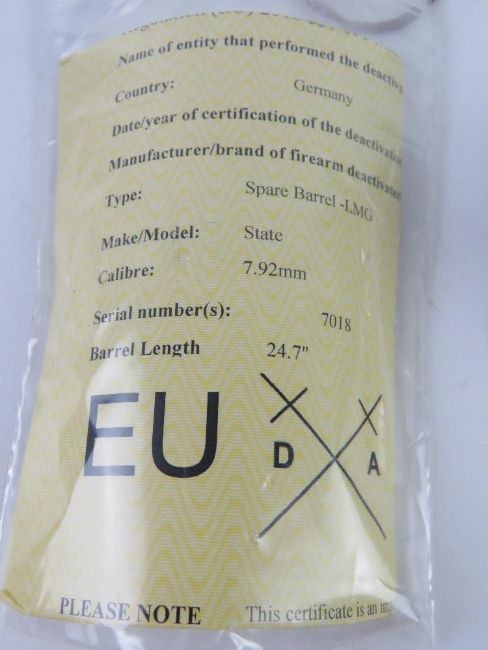 Name of entity that performed the
Country: Germany
Date/year of certification of the
Manufacturer/brand of firearm deactivated
Type: Spare Barrel -LMG
Make/Model: State
Calibre: 7.92mm
Serial number(s): 7018
Barrel Length 24.7"
EU
D A
PLEASE NOTE This certificate is an